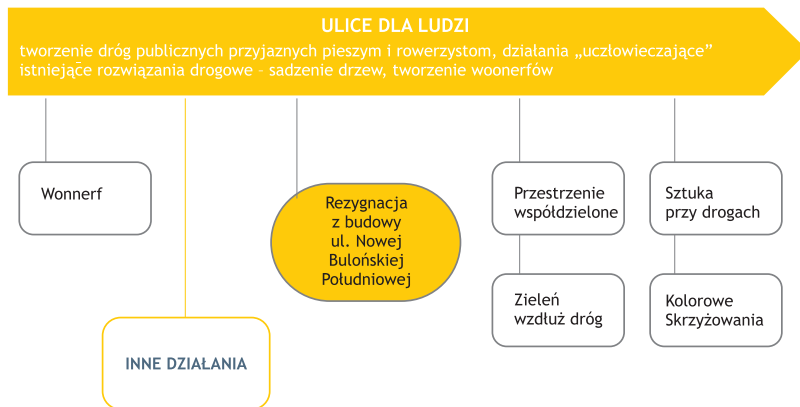 ULICE DLA LUDZI
tworzenie dróg publicznych przyjaznych pieszym i rowerzystom, działania „uczłowieczające”
istniejące rozwiązania drogowe - sadzenie drzew, tworzenie woonerfów
Wonnerf
Rezygnacja
z budowy
ul. Nowej
Bulońskiej
Południowej
Przestrzenie
współdzielone
Sztuka
przy drogach
Zieleń
wzdłuż dróg
Kolorowe
Skrzyżowania
INNE DZIAŁANIA